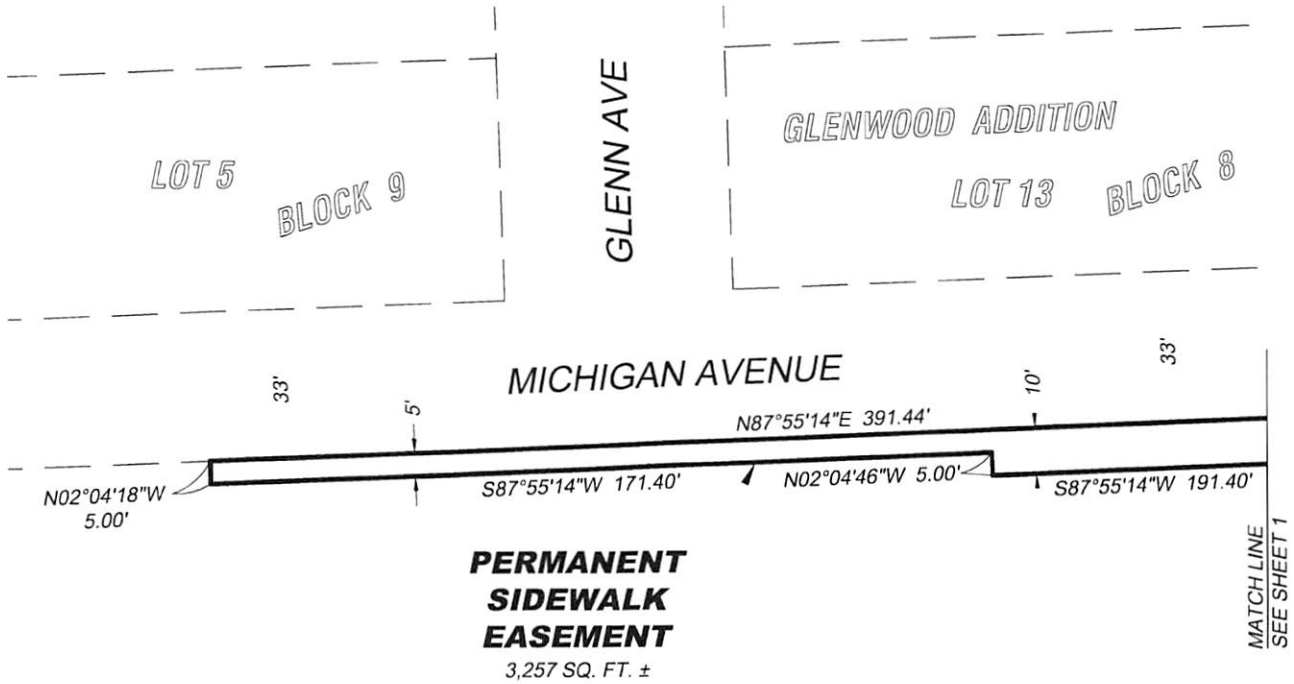 GLENN AVE
LOT 5
BLOCK 9
GLENWOOD ADDITION
LOT 13
BLOCK 8
MICHIGAN AVENUE
33'
5'
10'
33'
N87°55'14"E 391.44'
N02°04'18"W
5.00'
S87°55'14"W 171.40'
N02°04'46"W 5.00'
S87°55'14"W 191.40'
PERMANENT
SIDEWALK
EASEMENT
3,257 SQ. FT. ±
MATCH LINE
SEE SHEET 1